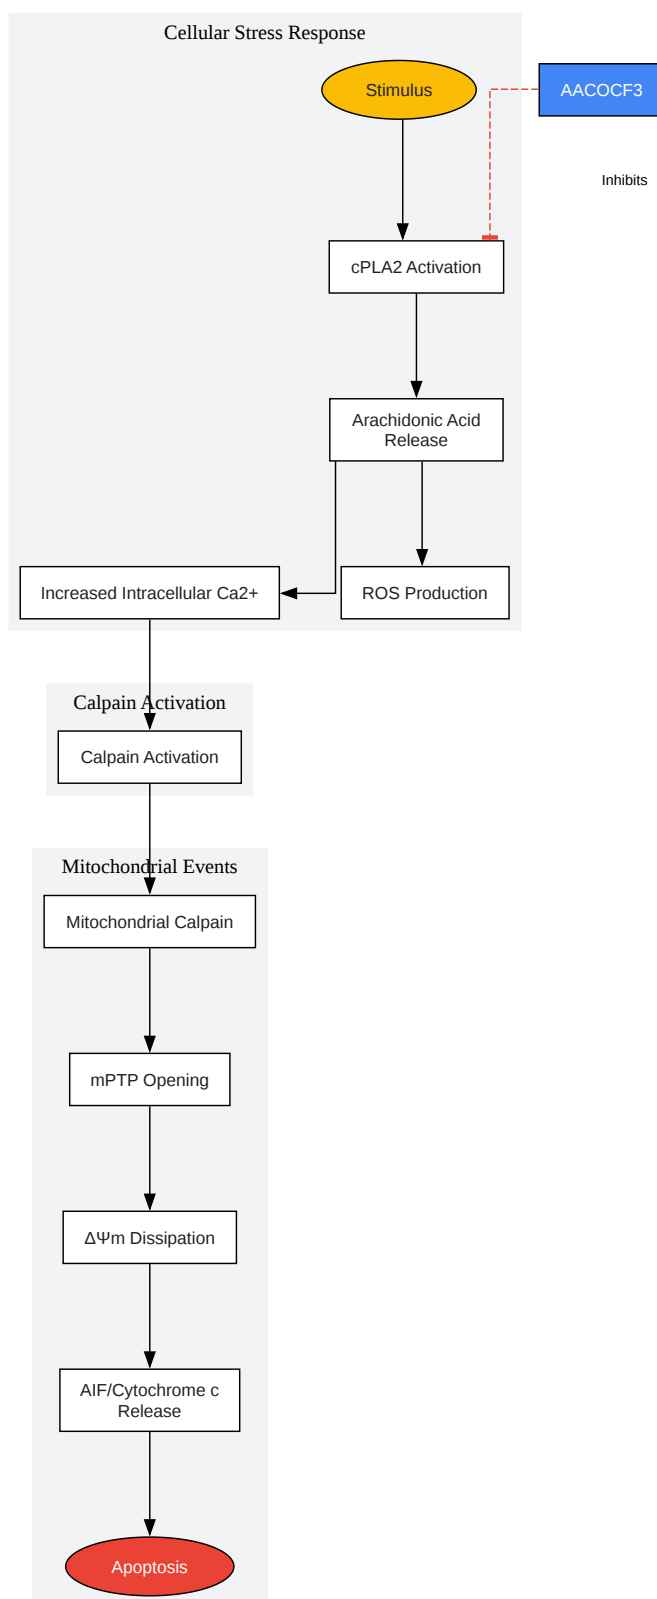 Cellular Stress Response
Stimulus
AACOCF3
Inhibits
cPLA2 Activation
Arachidonic Acid
Release
Increased Intracellular Ca2+
ROS Production
Calpain Activation
Calpain Activation
Mitochondrial Events
Mitochondrial Calpain
mPTP Opening
ΔΨm Dissipation
AIF/Cytochrome c
Release
Apoptosis